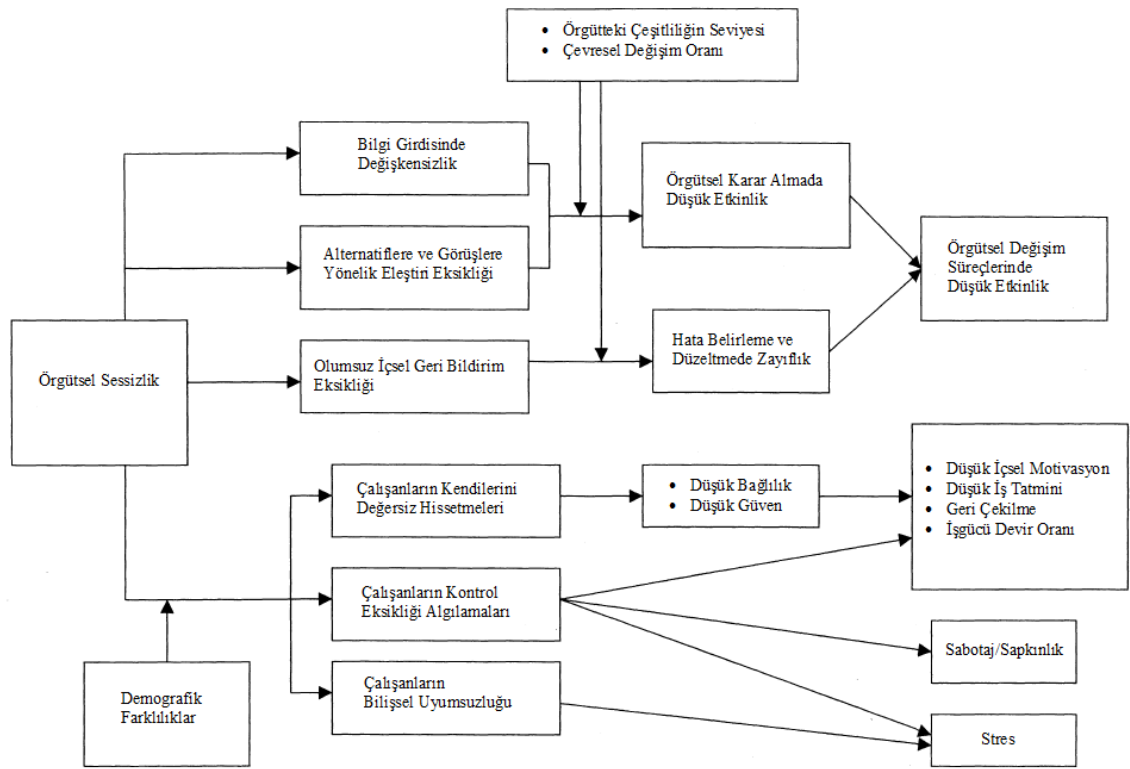 • Örgütteki Çeşitliliğin Seviyesi
• Çevresel Değişim Oranı
Bilgi Girdisinde
Değişkensizlik
Örgütsel Karar Almada
Düşük Etkinlik
Alternatiflere ve Görüşlere
Yönelik Eleştiri Eksikliği
Örgütsel Değişim
Süreçlerinde
Düşük Etkinlik
Örgütsel Sessizlik
Olumsuz İçsel Geri Bildirim
Eksikliği
Hata Belirleme ve
Düzeltmede Zayıflık
Çalışanların Kendilerini
Değersiz Hissetmeleri
• Düşük Bağlılık
• Düşük Güven
• Düşük İçsel Motivasyon
• Düşük İş Tatmini
• Geri Çekilme
• İşgücü Devir Oranı
Çalışanların Kontrol
Eksikliği Algılamaları
Sabotaj/Sapkınlık
Demografik
Farklılıklar
Çalışanların
Bilişsel Uyumsuzluğu
Stres